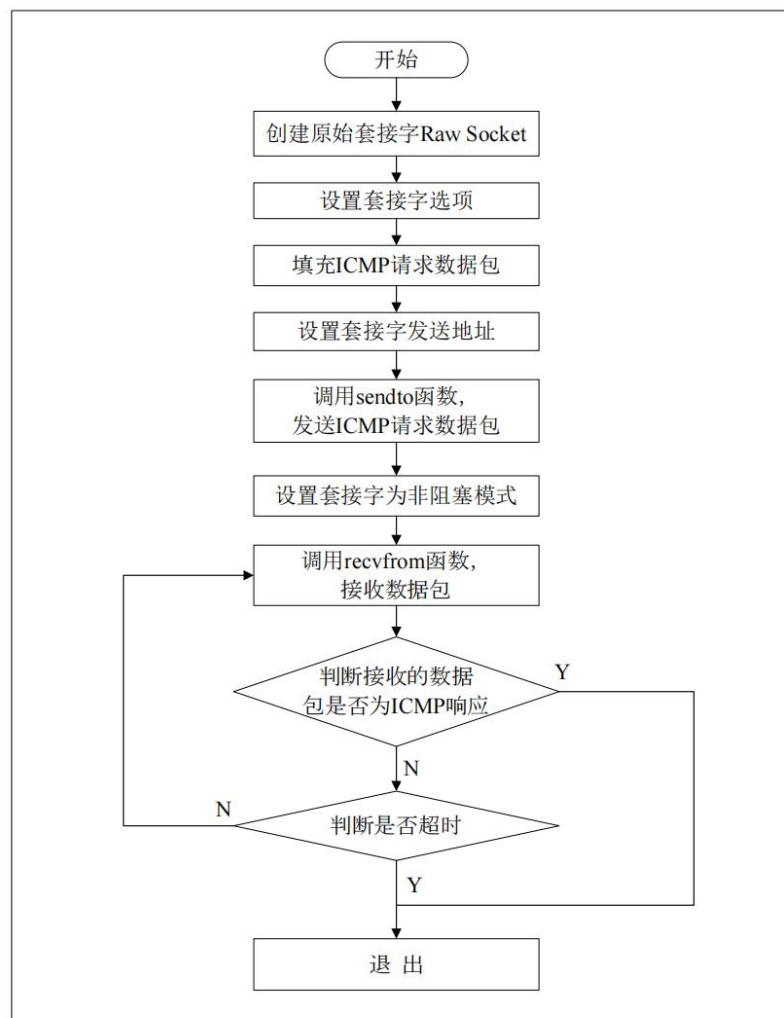 开始
创建原始套接字Raw Socket
设置套接字选项
填充ICMP请求数据包
设置套接字发送地址
调用sendto函数,
发送ICMP请求数据包
设置套接字为非阻塞模式
调用recvfrom函数,
接收数据包
判断接收的数据
包是否为ICMP响应
Y
N
判断是否超时
N
Y
退 出